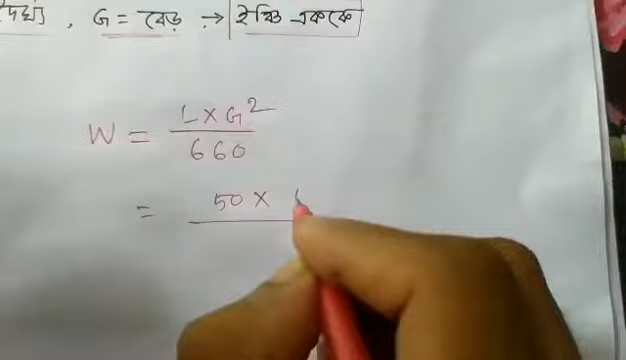 দৈর্ঘ্য, G = বেড় → ইঞ্চি এককে
W = L × G² / 660
= 50 ×